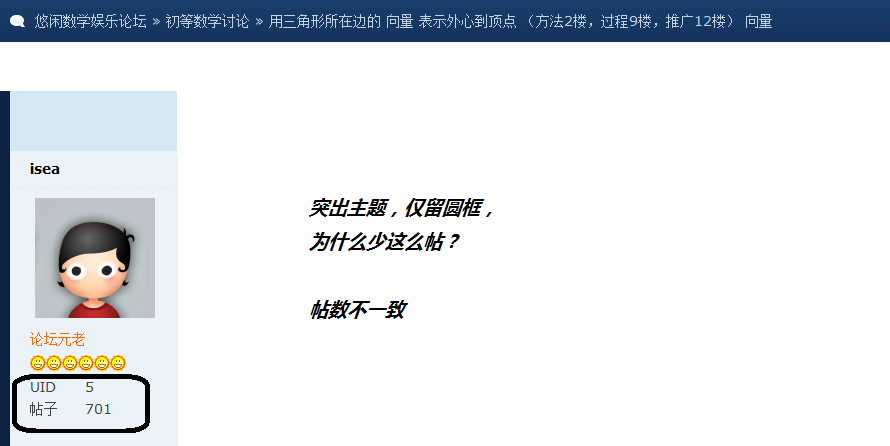 悠闲数学娱乐论坛 » 初等数学讨论 » 用三角形所在边的 向量 表示外心到顶点 （方法2楼，过程9楼，推广12楼） 向量
isea
突出主题，仅留圆框，
为什么少这么帖？
帖数不一致
论坛元老
UID 5
帖子 701